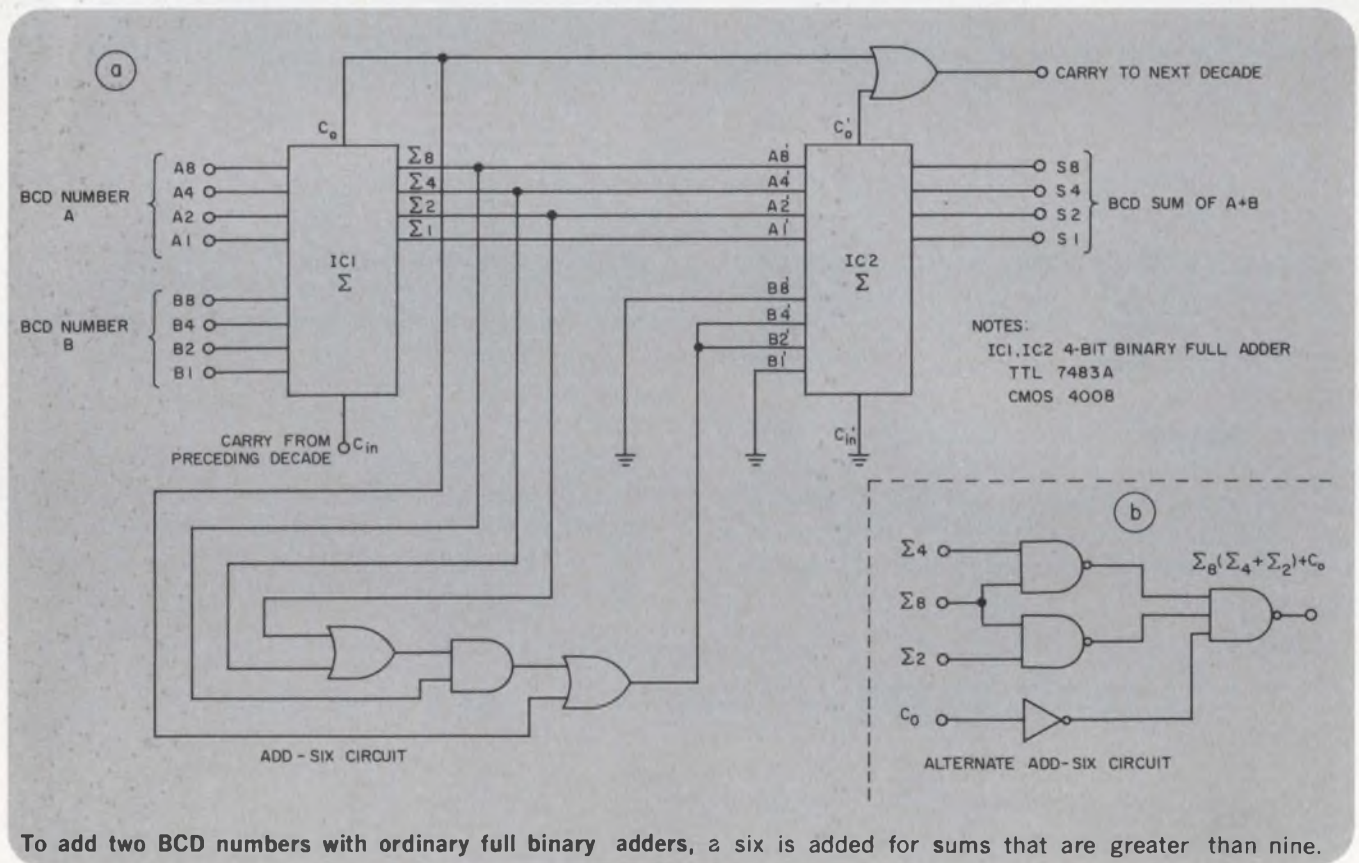 a
CARRY TO NEXT DECADE
C₀
C₀'
BCD NUMBER
A
A8
A4
A2
A1
Σ8
Σ4
Σ2
Σ1
A8'
A4'
A2'
A1'
S8
S4
S2
S1
BCD SUM OF A+B
IC1
Σ
IC2
Σ
BCD NUMBER
B
B8
B4
B2
B1
B8'
B4'
B2'
B1'
NOTES:
IC1, IC2 4-BIT BINARY FULL ADDER
TTL 7483A
CMOS 4008
CARRY FROM
PRECEDING DECADE
Cin
Cin'
b
Σ4
Σ8
Σ2
C₀
Σ₈(Σ₄+Σ₂)+C₀
ADD-SIX CIRCUIT
ALTERNATE ADD-SIX CIRCUIT
To add two BCD numbers with ordinary full binary adders, a six is added for sums that are greater than nine.